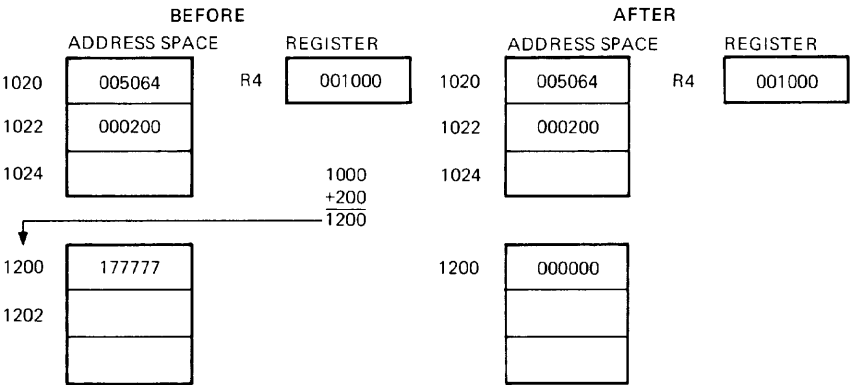 BEFORE AFTER
ADDRESS SPACE REGISTER ADDRESS SPACE REGISTER
1020 005064 R4 001000 1020 005064 R4 001000
1022 000200 1022 000200
1024 1000 1024
+200
1200
1200 177777 1200 000000
1202